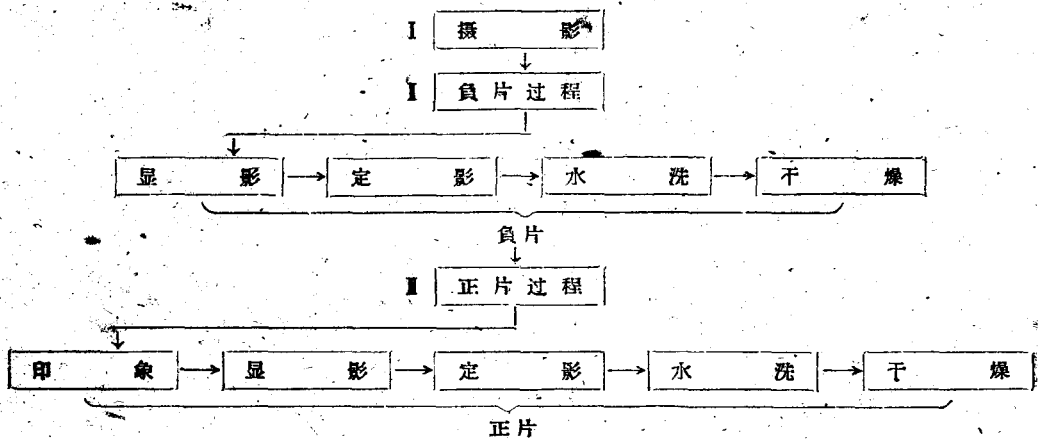 I 摄影
II 負片过程
显影 → 定影 → 水洗 → 干燥
負片
III 正片过程
印象 → 显影 → 定影 → 水洗 → 干燥
正片